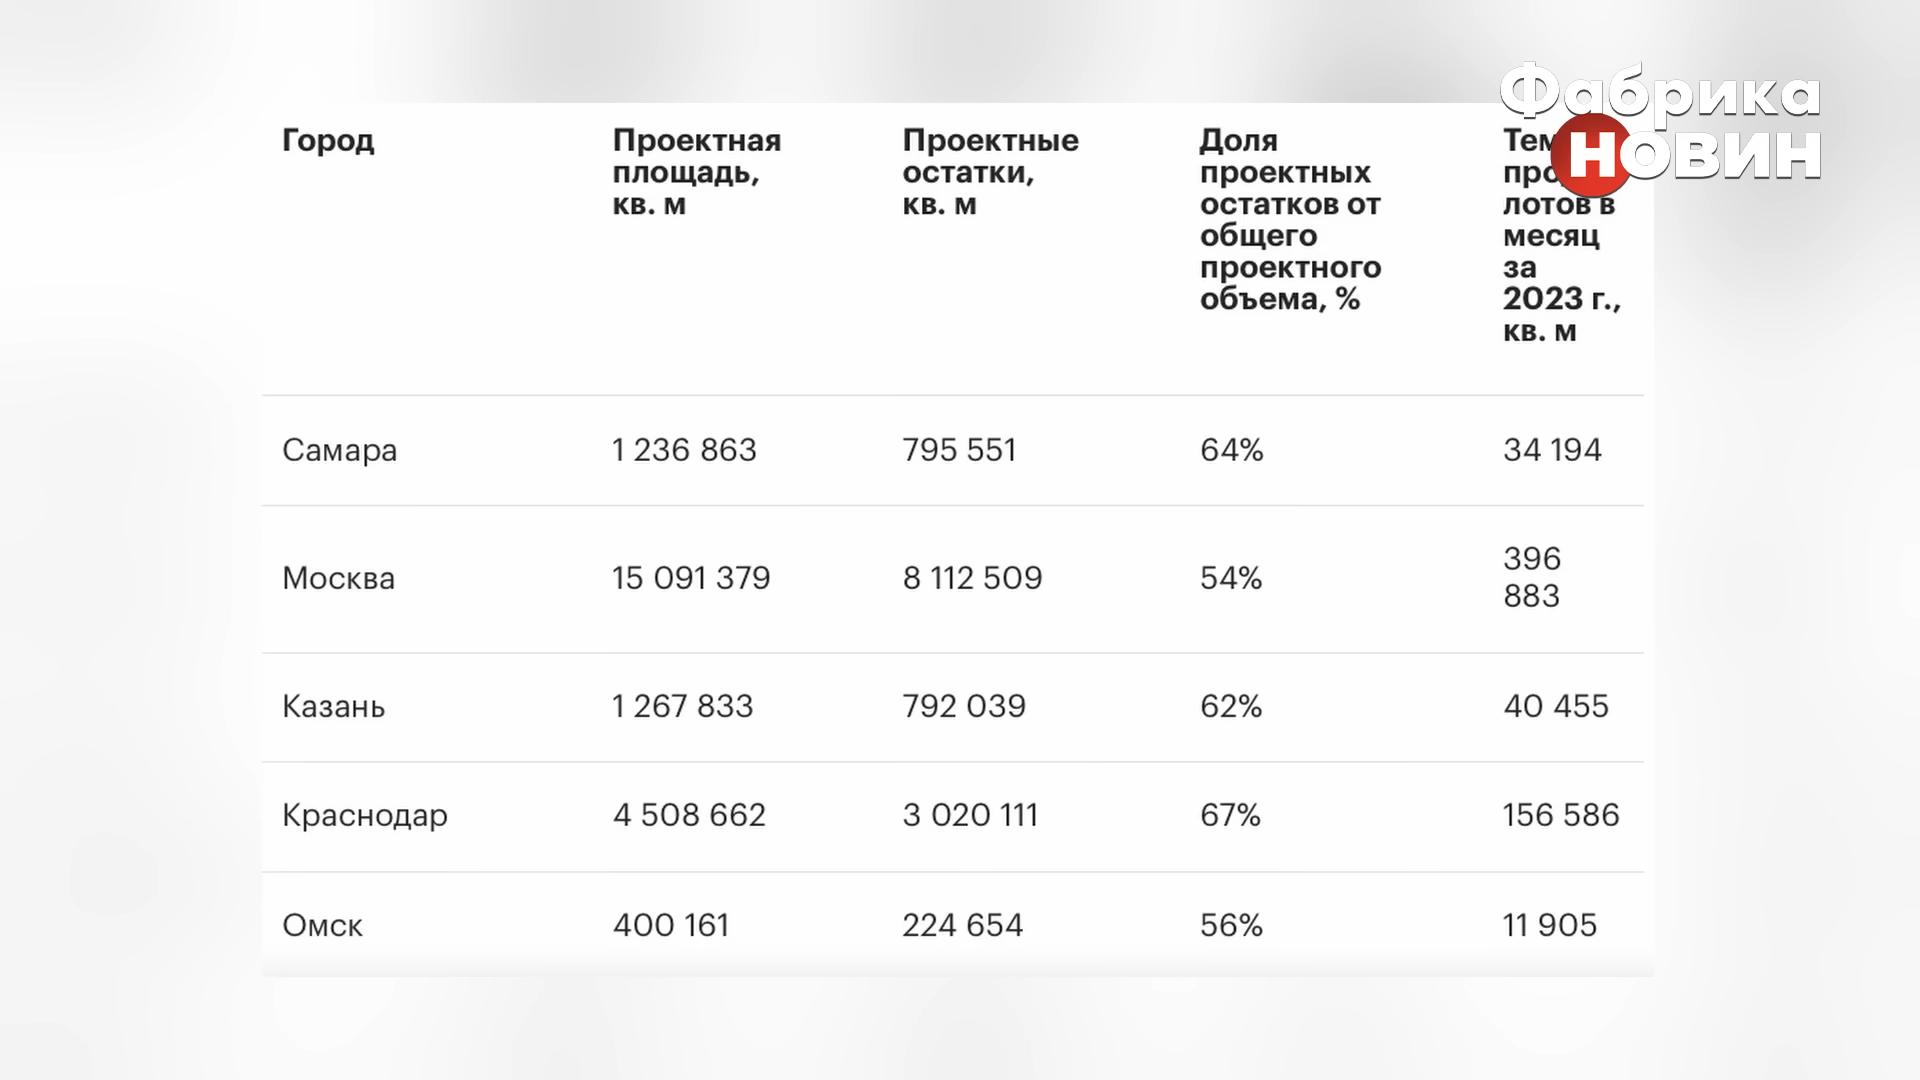 Фабрика
новин
Город
Проектная
площадь,
кв. м
Проектные
остатки,
кв. м
Доля
проектных
остатков от
общего
проектного
объема, %
лотов в
месяц
за
2023 г.,
кв. м
Самара 1 236 863 795 551 64% 34 194
Москва 15 091 379 8 112 509 54% 396
883
Казань 1 267 833 792 039 62% 40 455
Краснодар 4 508 662 3 020 111 67% 156 586
Омск 400 161 224 654 56% 11 905